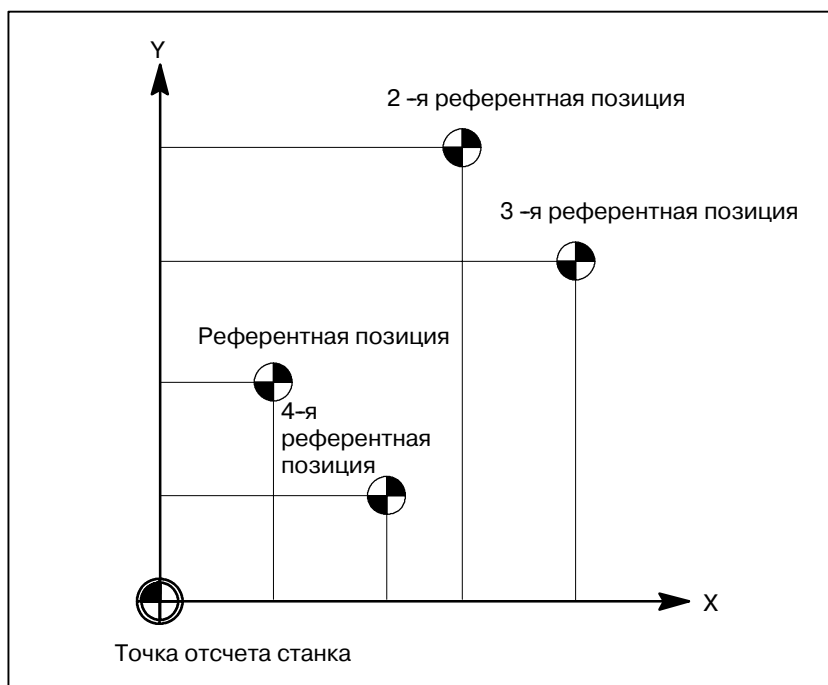 Y
2 -я референтная позиция
3 -я референтная позиция
Референтная позиция
4-я
референтная
позиция
X
Точка отсчета станка